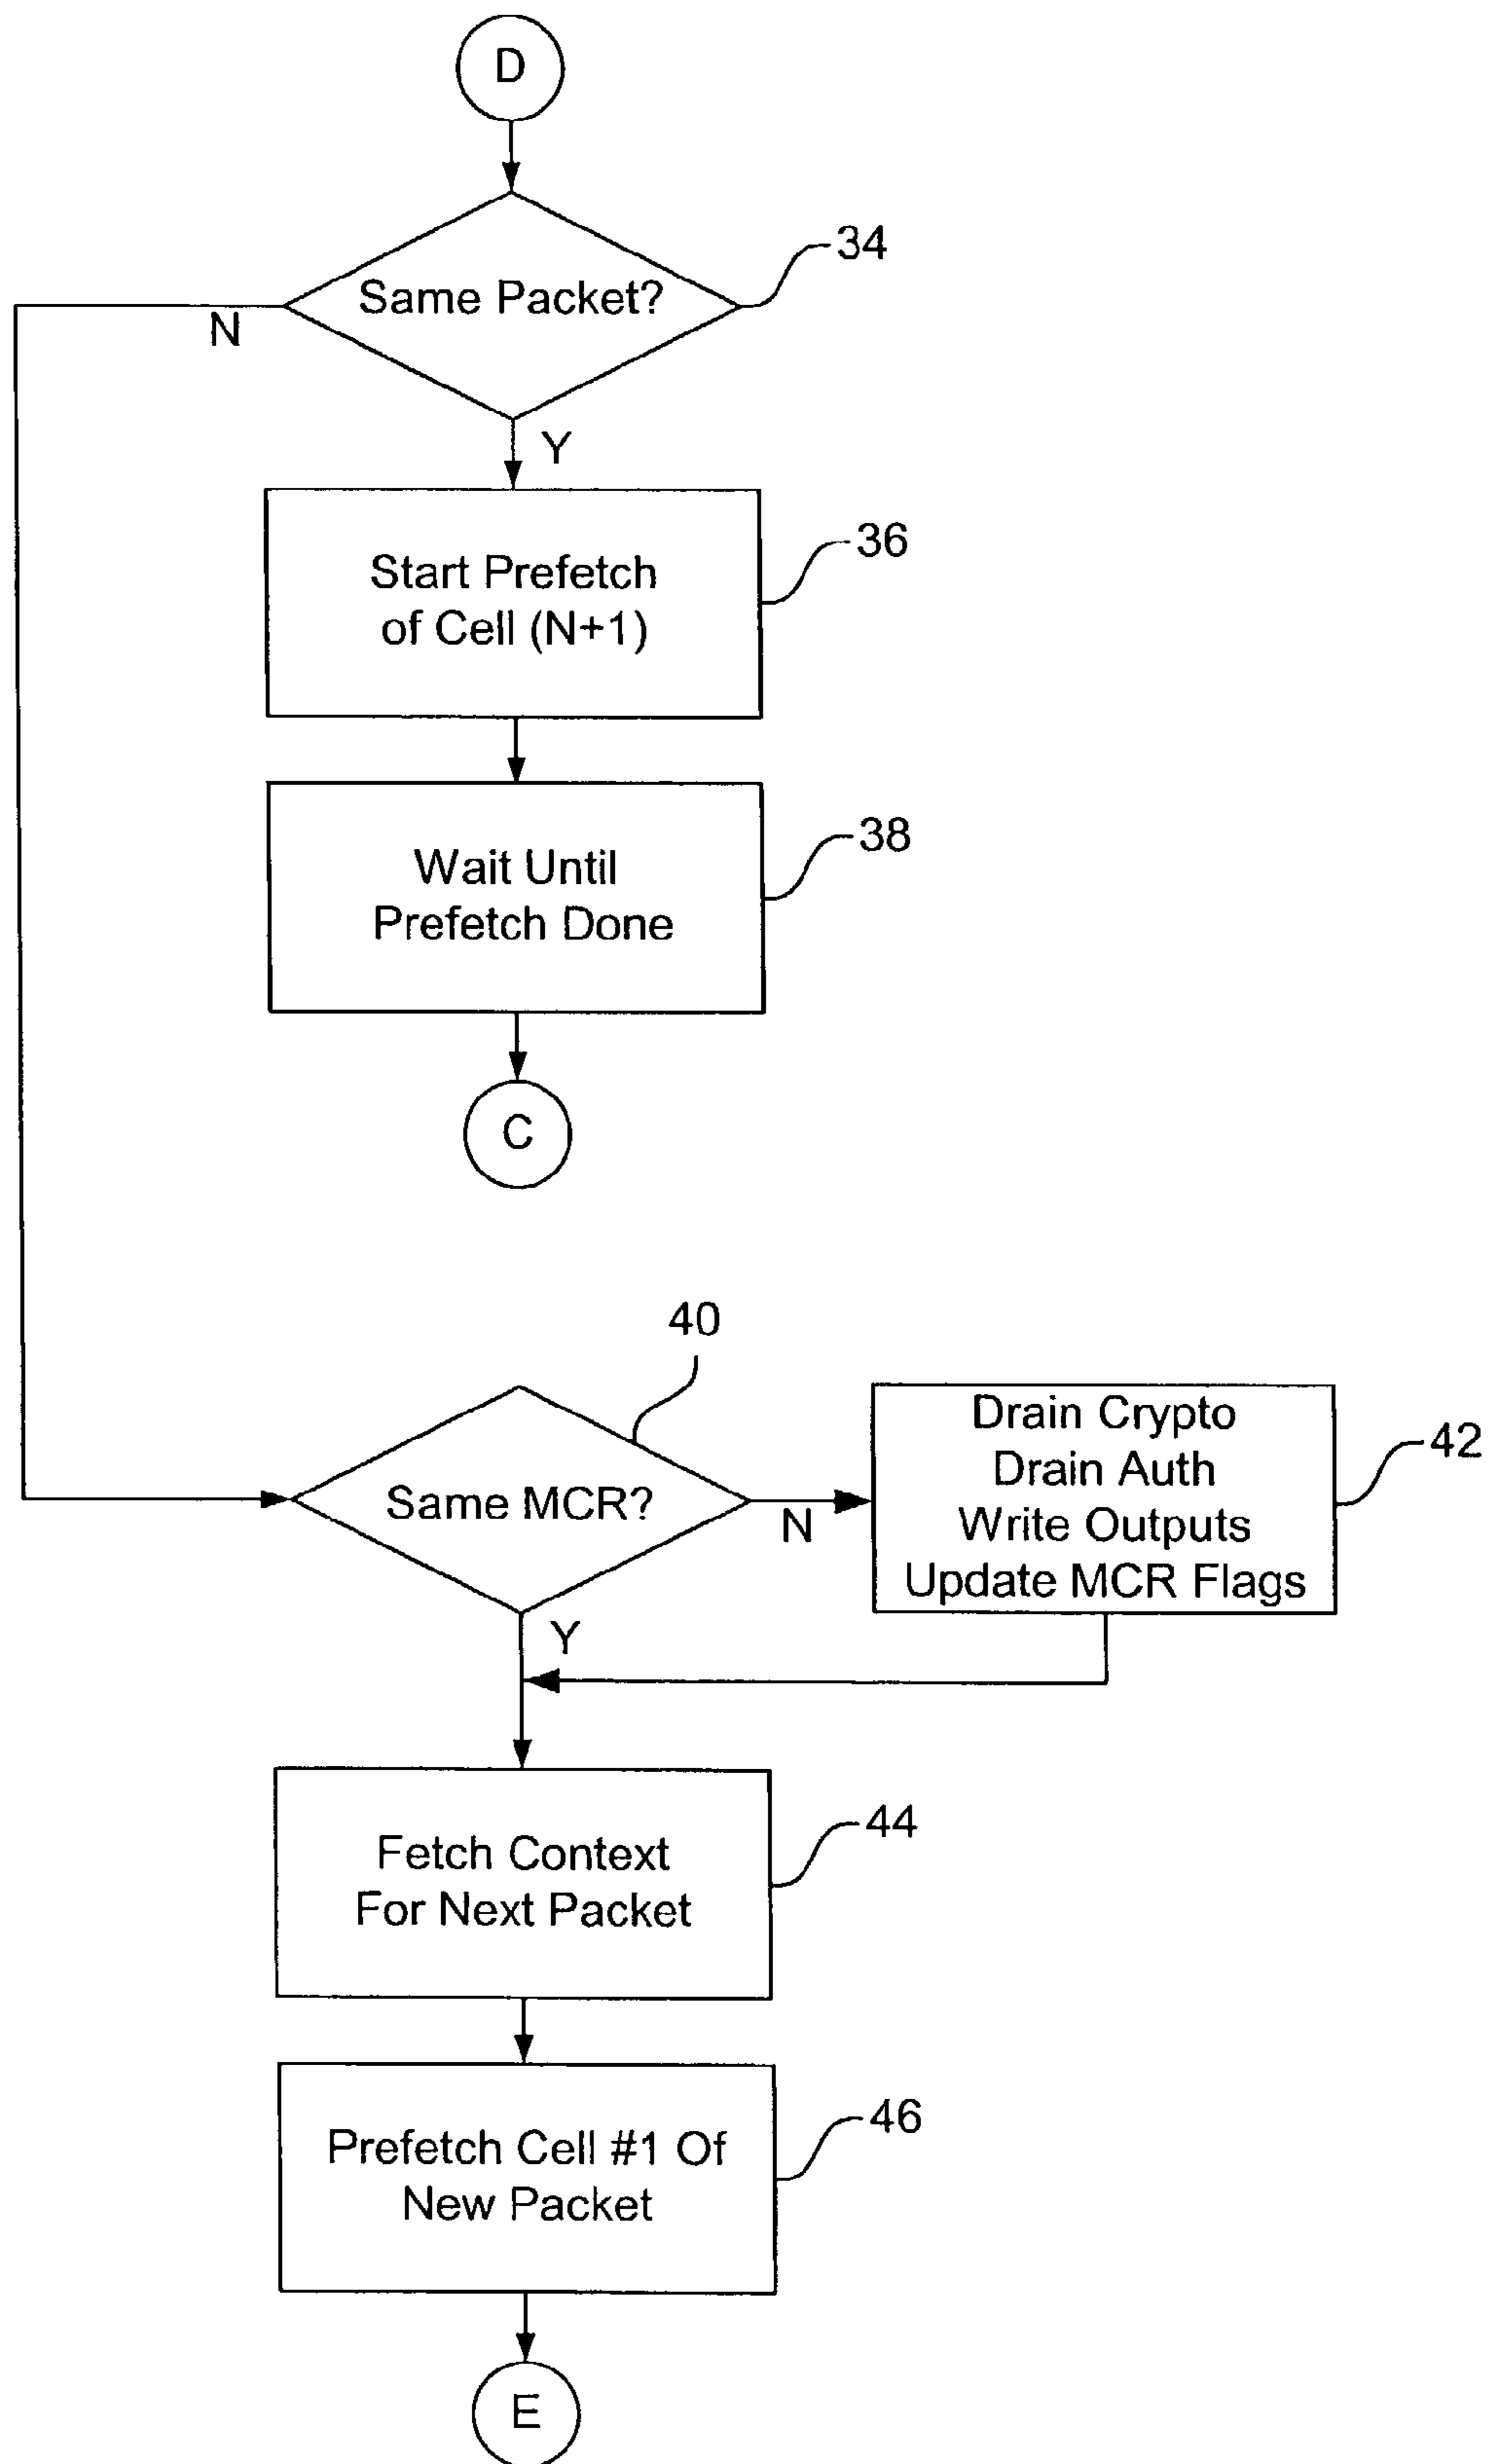 D
34
Same Packet?
N
Y
36
Start Prefetch
of Cell (N+1)
38
Wait Until
Prefetch Done
C
40
Same MCR?
N
Y
Drain Crypto
Drain Auth
Write Outputs
Update MCR Flags
42
44
Fetch Context
For Next Packet
46
Prefetch Cell #1 Of
New Packet
E